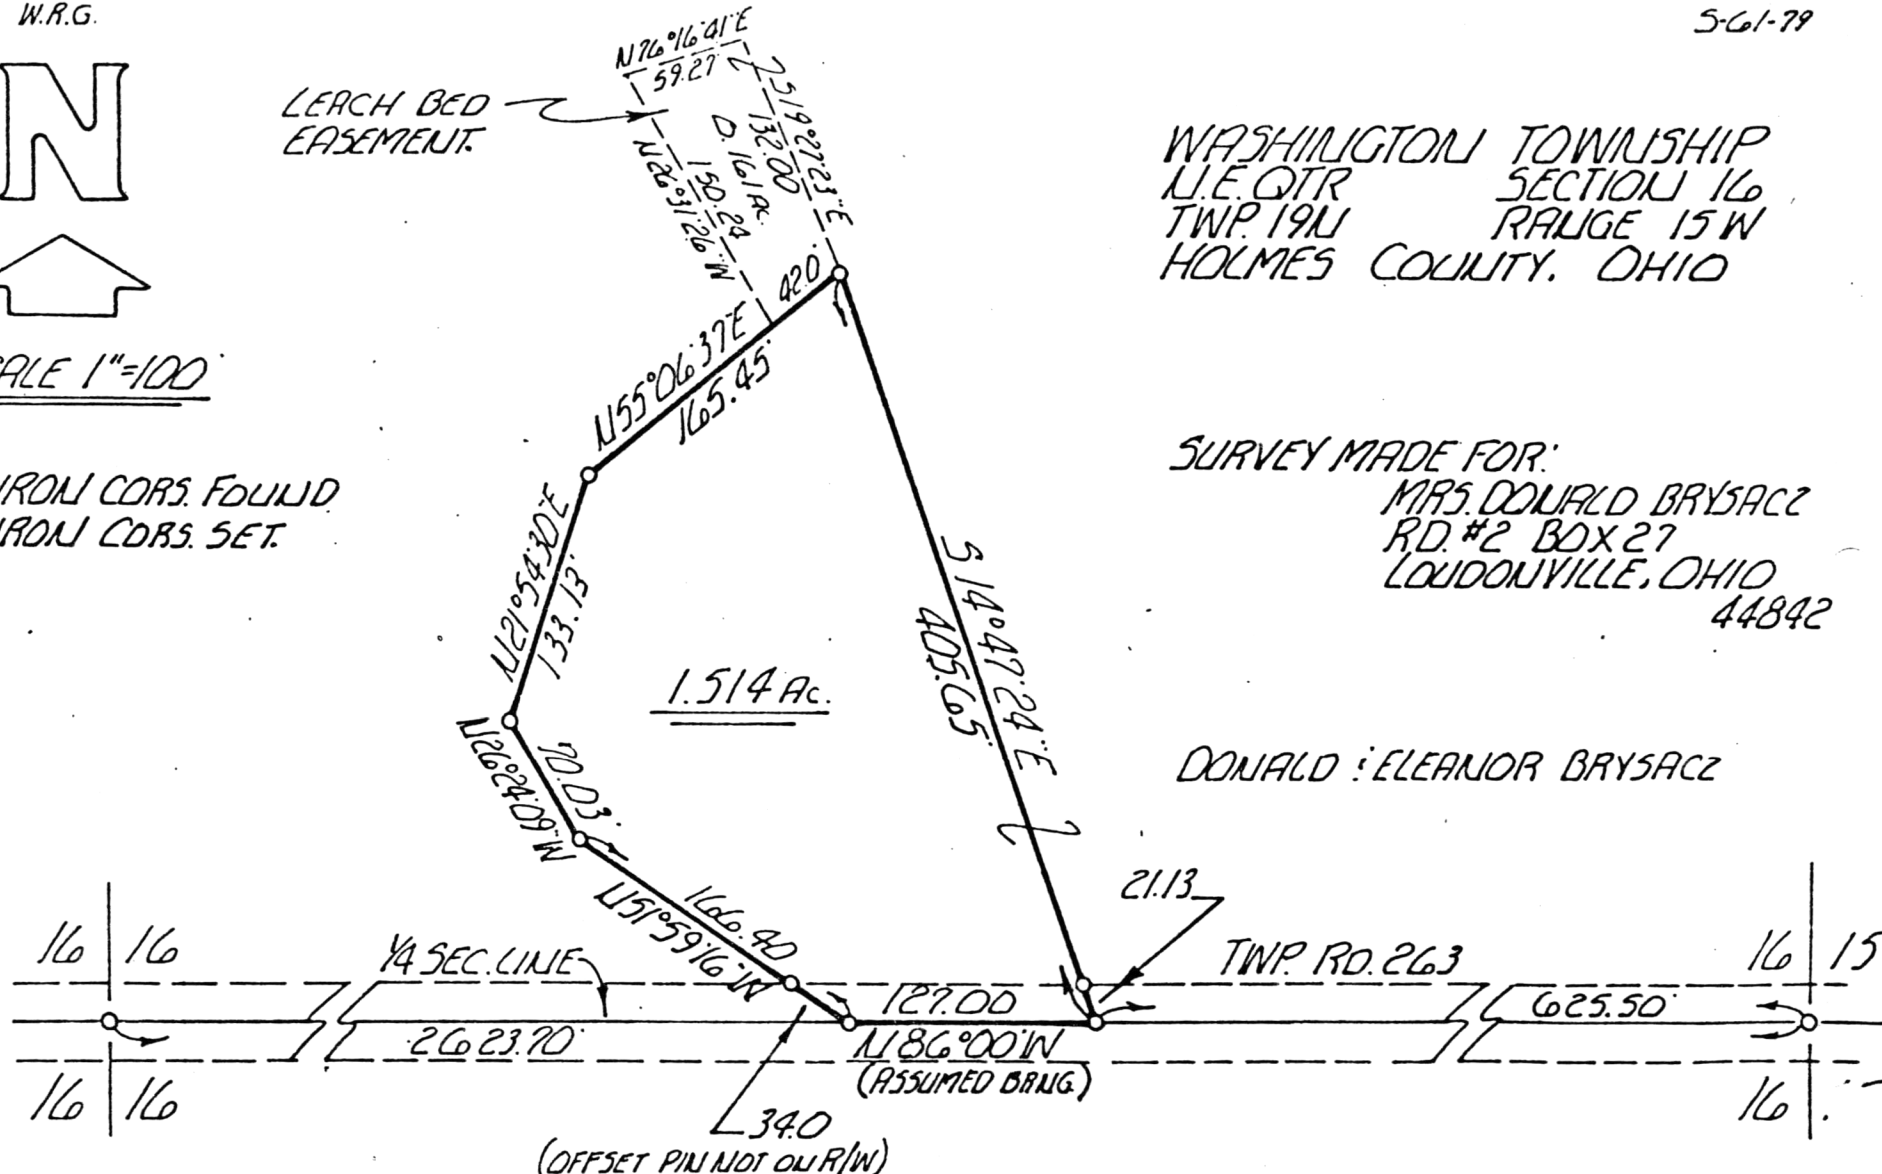 W.R.G.
S-61-79
N
ALE 1"=100'
IRON CORS. FOUND
IRON CORS. SET.
LEACH BED
EASEMENT.
N76°16'41"E
59.27'
S19°27'23"E
132.00
0.161 Ac.
150.24
N26°31'26"W
42.0'
N55°06'37"E
165.45'
N21°54'30"E
133.13'
N26°24'09"W
70.03'
N51°59'16"W
166.40
1.514 Ac.
S14°47'24"E
405.65'
WASHINGTON TOWNSHIP
N.E. QTR SECTION 16
TWP. 19N RANGE 15W
HOLMES COUNTY, OHIO
SURVEY MADE FOR:
MRS. DONALD BRYSACZ
R.D. #2 BOX 27
LOUDONVILLE, OHIO
44842
DONALD & ELEANOR BRYSACZ
21.13
16 16
1/4 SEC. LINE
TWP. RD. 263
16 15
127.00
625.50'
2623.70'
N86°00'W
(ASSUMED BRNG.)
16 16
16
34.0
(OFFSET PIN NOT ON R/W)